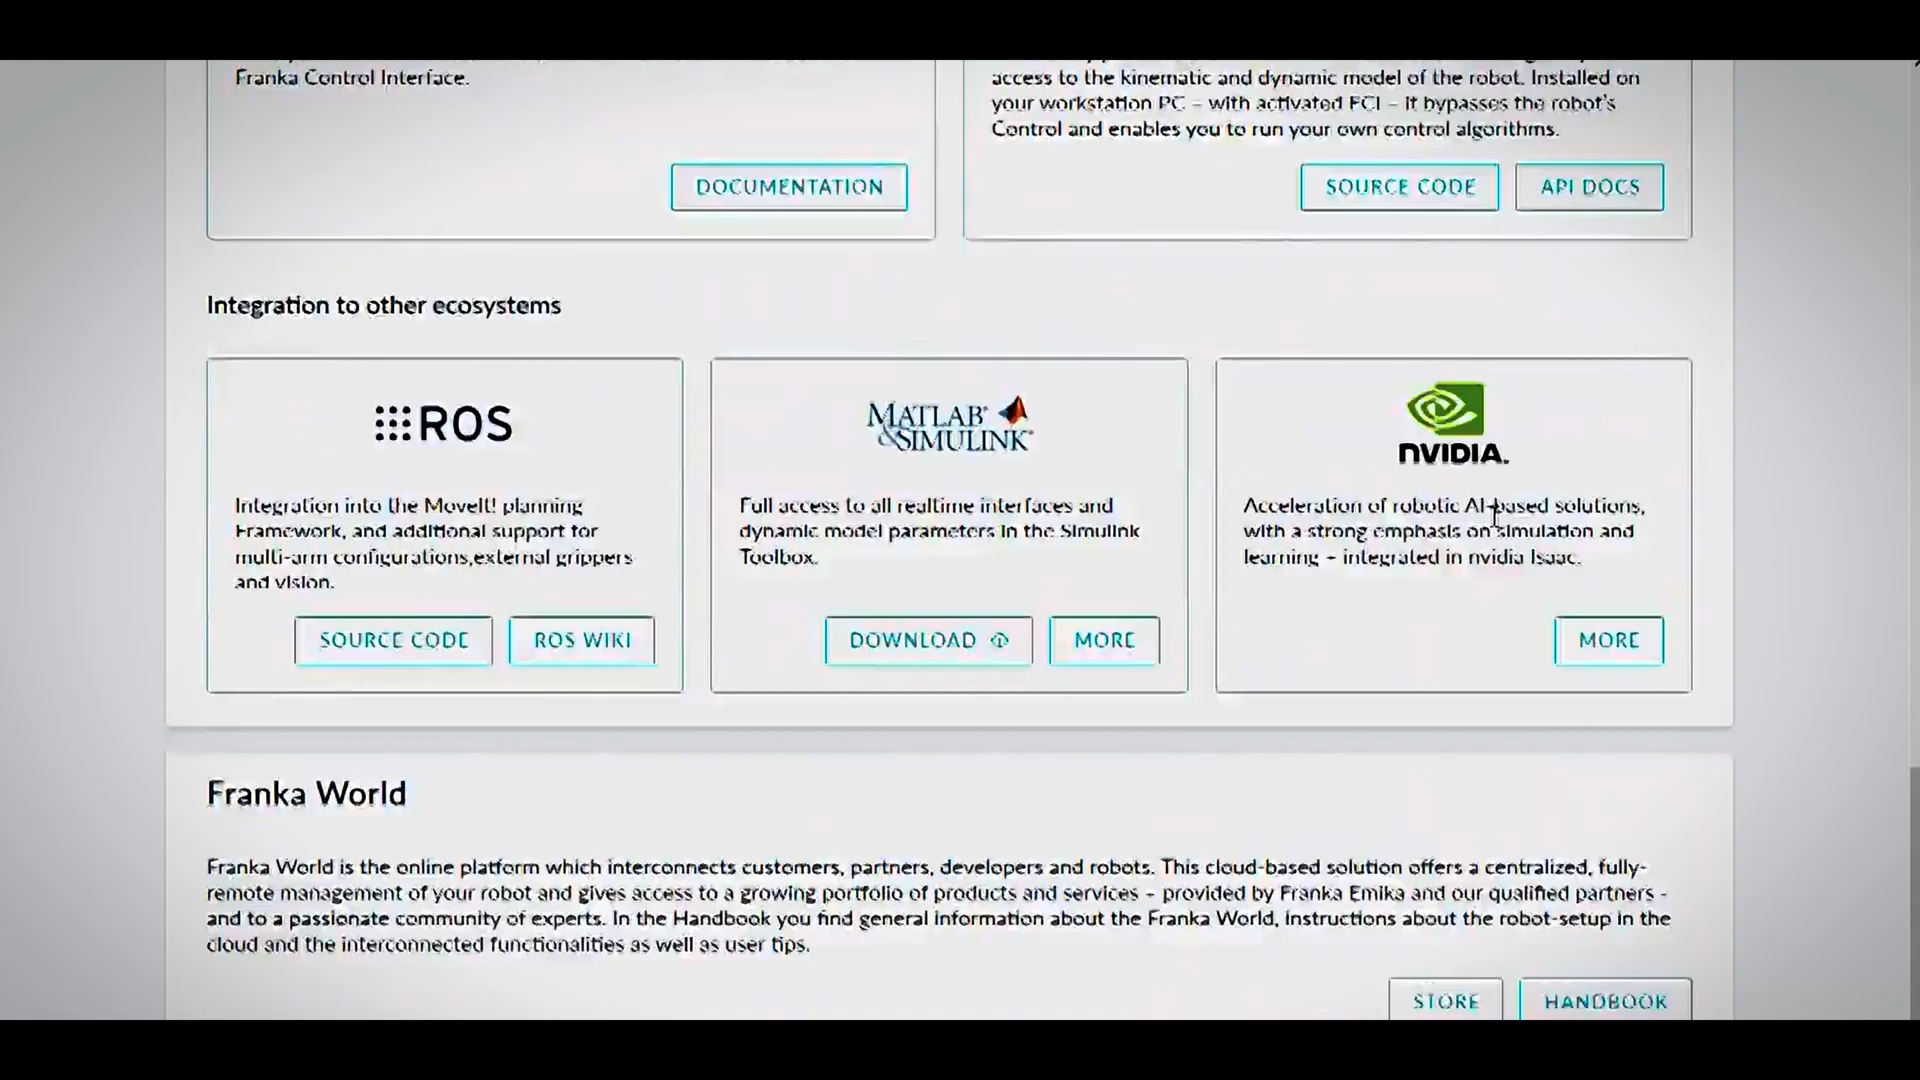 Franka Control Interface.
DOCUMENTATION
access to the kinematic and dynamic model of the robot. Installed on
your workstation PC – with activated FCI – it bypasses the robot's
Control and enables you to run your own control algorithms.
SOURCE CODE
API DOCS
Integration to other ecosystems
ROS
Integration into the MoveIt! planning
Framework, and additional support for
multi-arm configurations,external grippers
and vision.
SOURCE CODE
ROS WIKI
MATLAB®
&SIMULINK
Full access to all realtime interfaces and
dynamic model parameters in the Simulink
Toolbox.
DOWNLOAD
MORE
NVIDIA.
Acceleration of robotic AI-based solutions,
with a strong emphasis on simulation and
learning – integrated in nvidia Isaac.
MORE
Franka World
Franka World is the online platform which interconnects customers, partners, developers and robots. This cloud-based solution offers a centralized, fully-
remote management of your robot and gives access to a growing portfolio of products and services – provided by Franka Emika and our qualified partners -
and to a passionate community of experts. In the Handbook you find general information about the Franka World, instructions about the robot-setup in the
cloud and the interconnected functionalities as well as user tips.
STORE
HANDBOOK